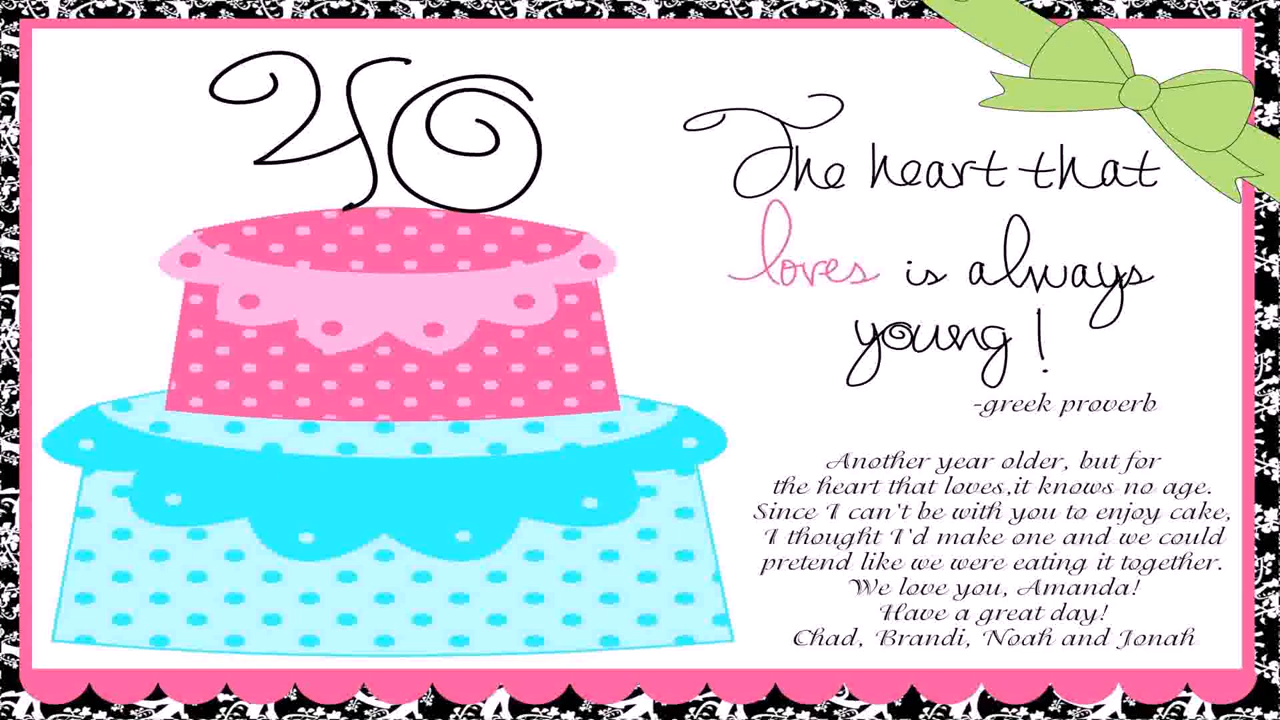 40
The heart that
loves is always
young!
-greek proverb
Another year older, but for
the heart that loves,it knows no age.
Since I can't be with you to enjoy cake,
I thought I'd make one and we could
pretend like we were eating it together.
We love you, Amanda!
Have a great day!
Chad, Brandi, Noah and Jonah